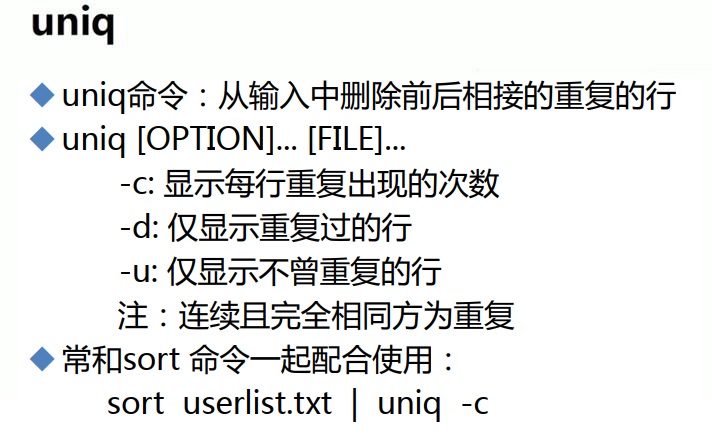 uniq
uniq命令：从输入中删除前后相接的重复的行
uniq [OPTION]... [FILE]...
-c: 显示每行重复出现的次数
-d: 仅显示重复过的行
-u: 仅显示不曾重复的行
注：连续且完全相同方为重复
常和sort 命令一起配合使用：
sort userlist.txt | uniq -c